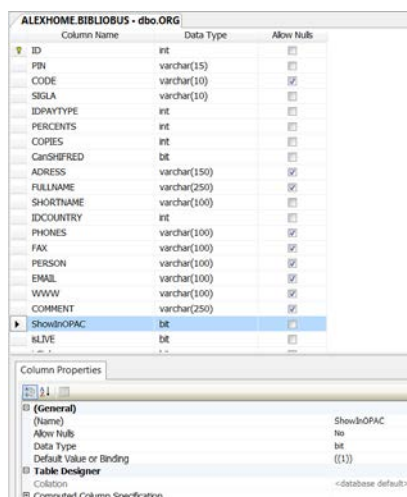 ALEXHOME.BIBLIOBUS - dbo.ORG
Column Name Data Type Allow Nulls
ID int
PIN varchar(15)
CODE varchar(10)
SIGLA varchar(10)
IDPAYTYPE int
PERCENTS int
COPIES int
CanSHIFRED bit
ADRESS varchar(150)
FULLNAME varchar(250)
SHORTNAME varchar(100)
IDCOUNTRY int
PHONES varchar(100)
FAX varchar(100)
PERSON varchar(100)
EMAIL varchar(100)
WWW varchar(100)
COMMENT varchar(250)
ShowInOPAC bit
isLIVE bit
Column Properties
(General)
(Name) ShowInOPAC
Allow Nulls No
Data Type bit
Default Value or Binding ((1))
Table Designer
Collation <database default>
Computed Column Specification